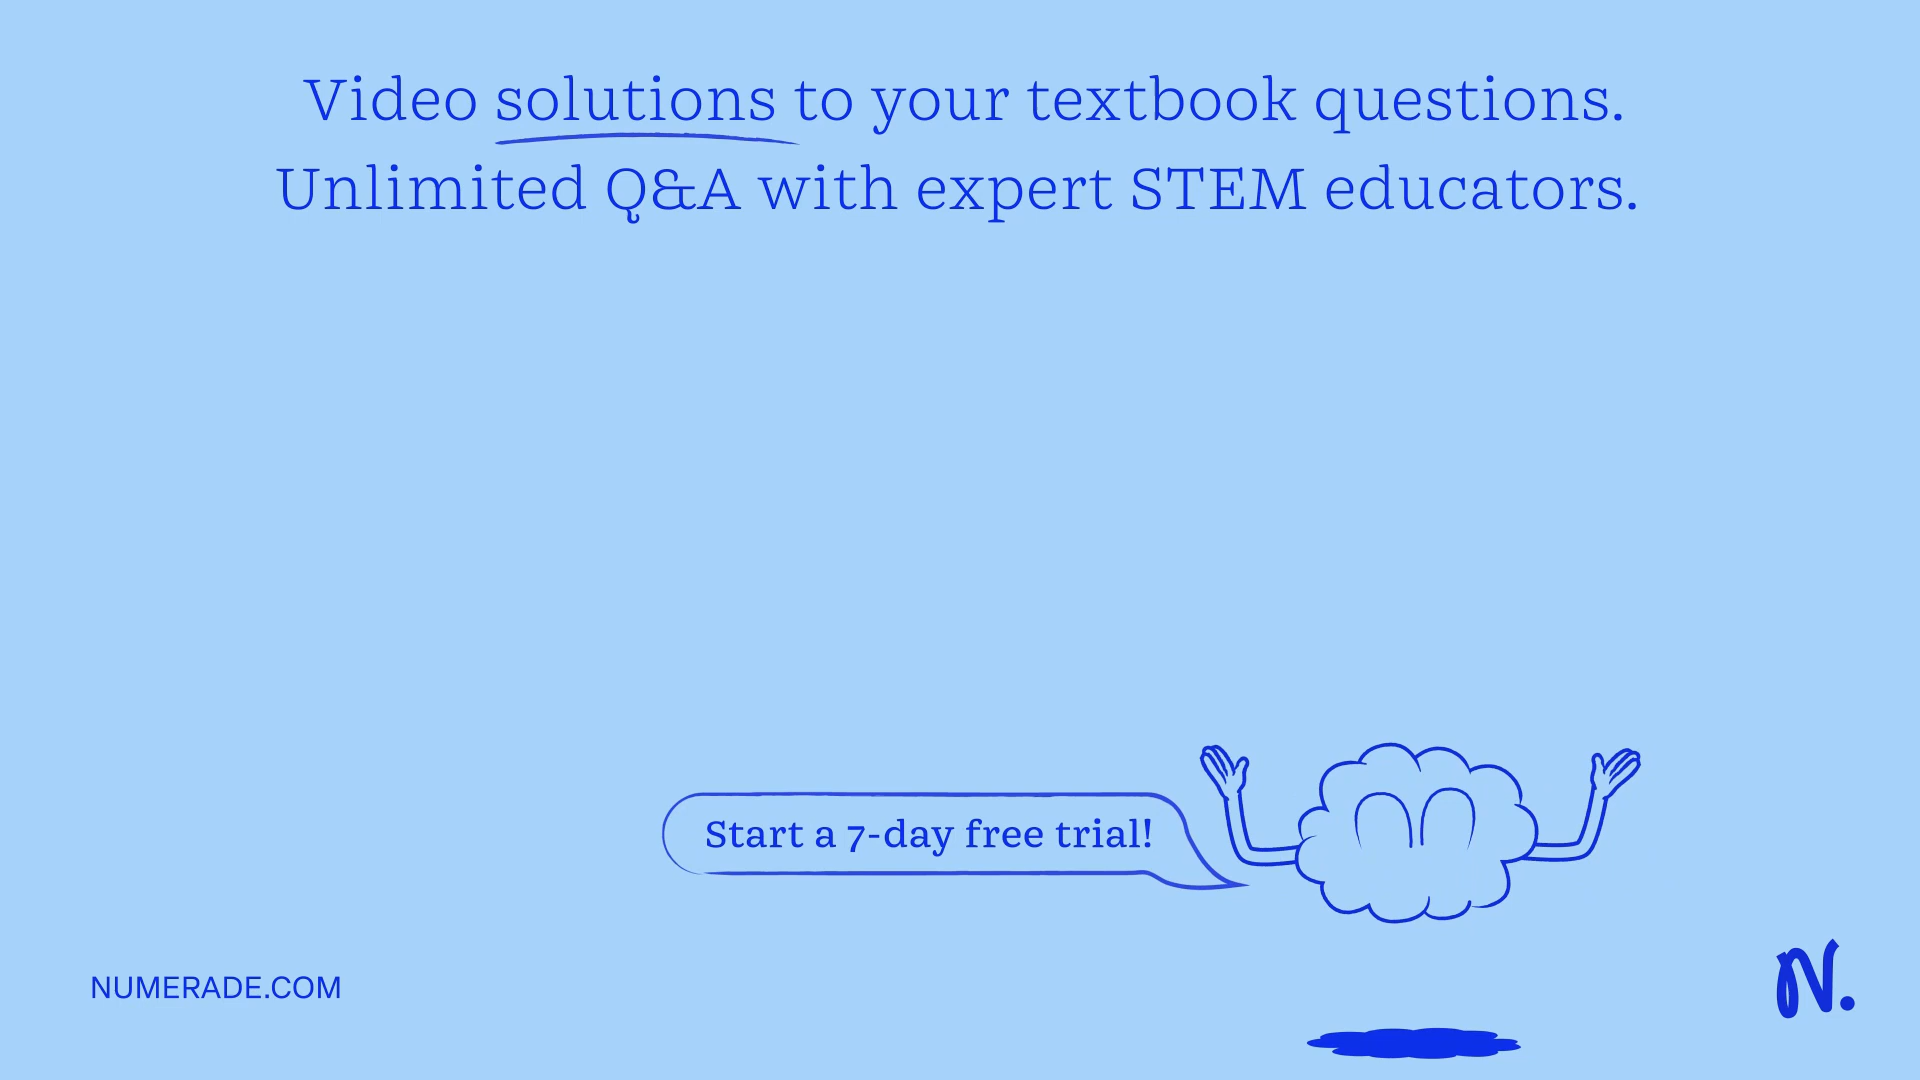 Video solutions to your textbook questions.
Unlimited Q&A with expert STEM educators.
Start a 7-day free trial!
NUMERADE.COM
N.